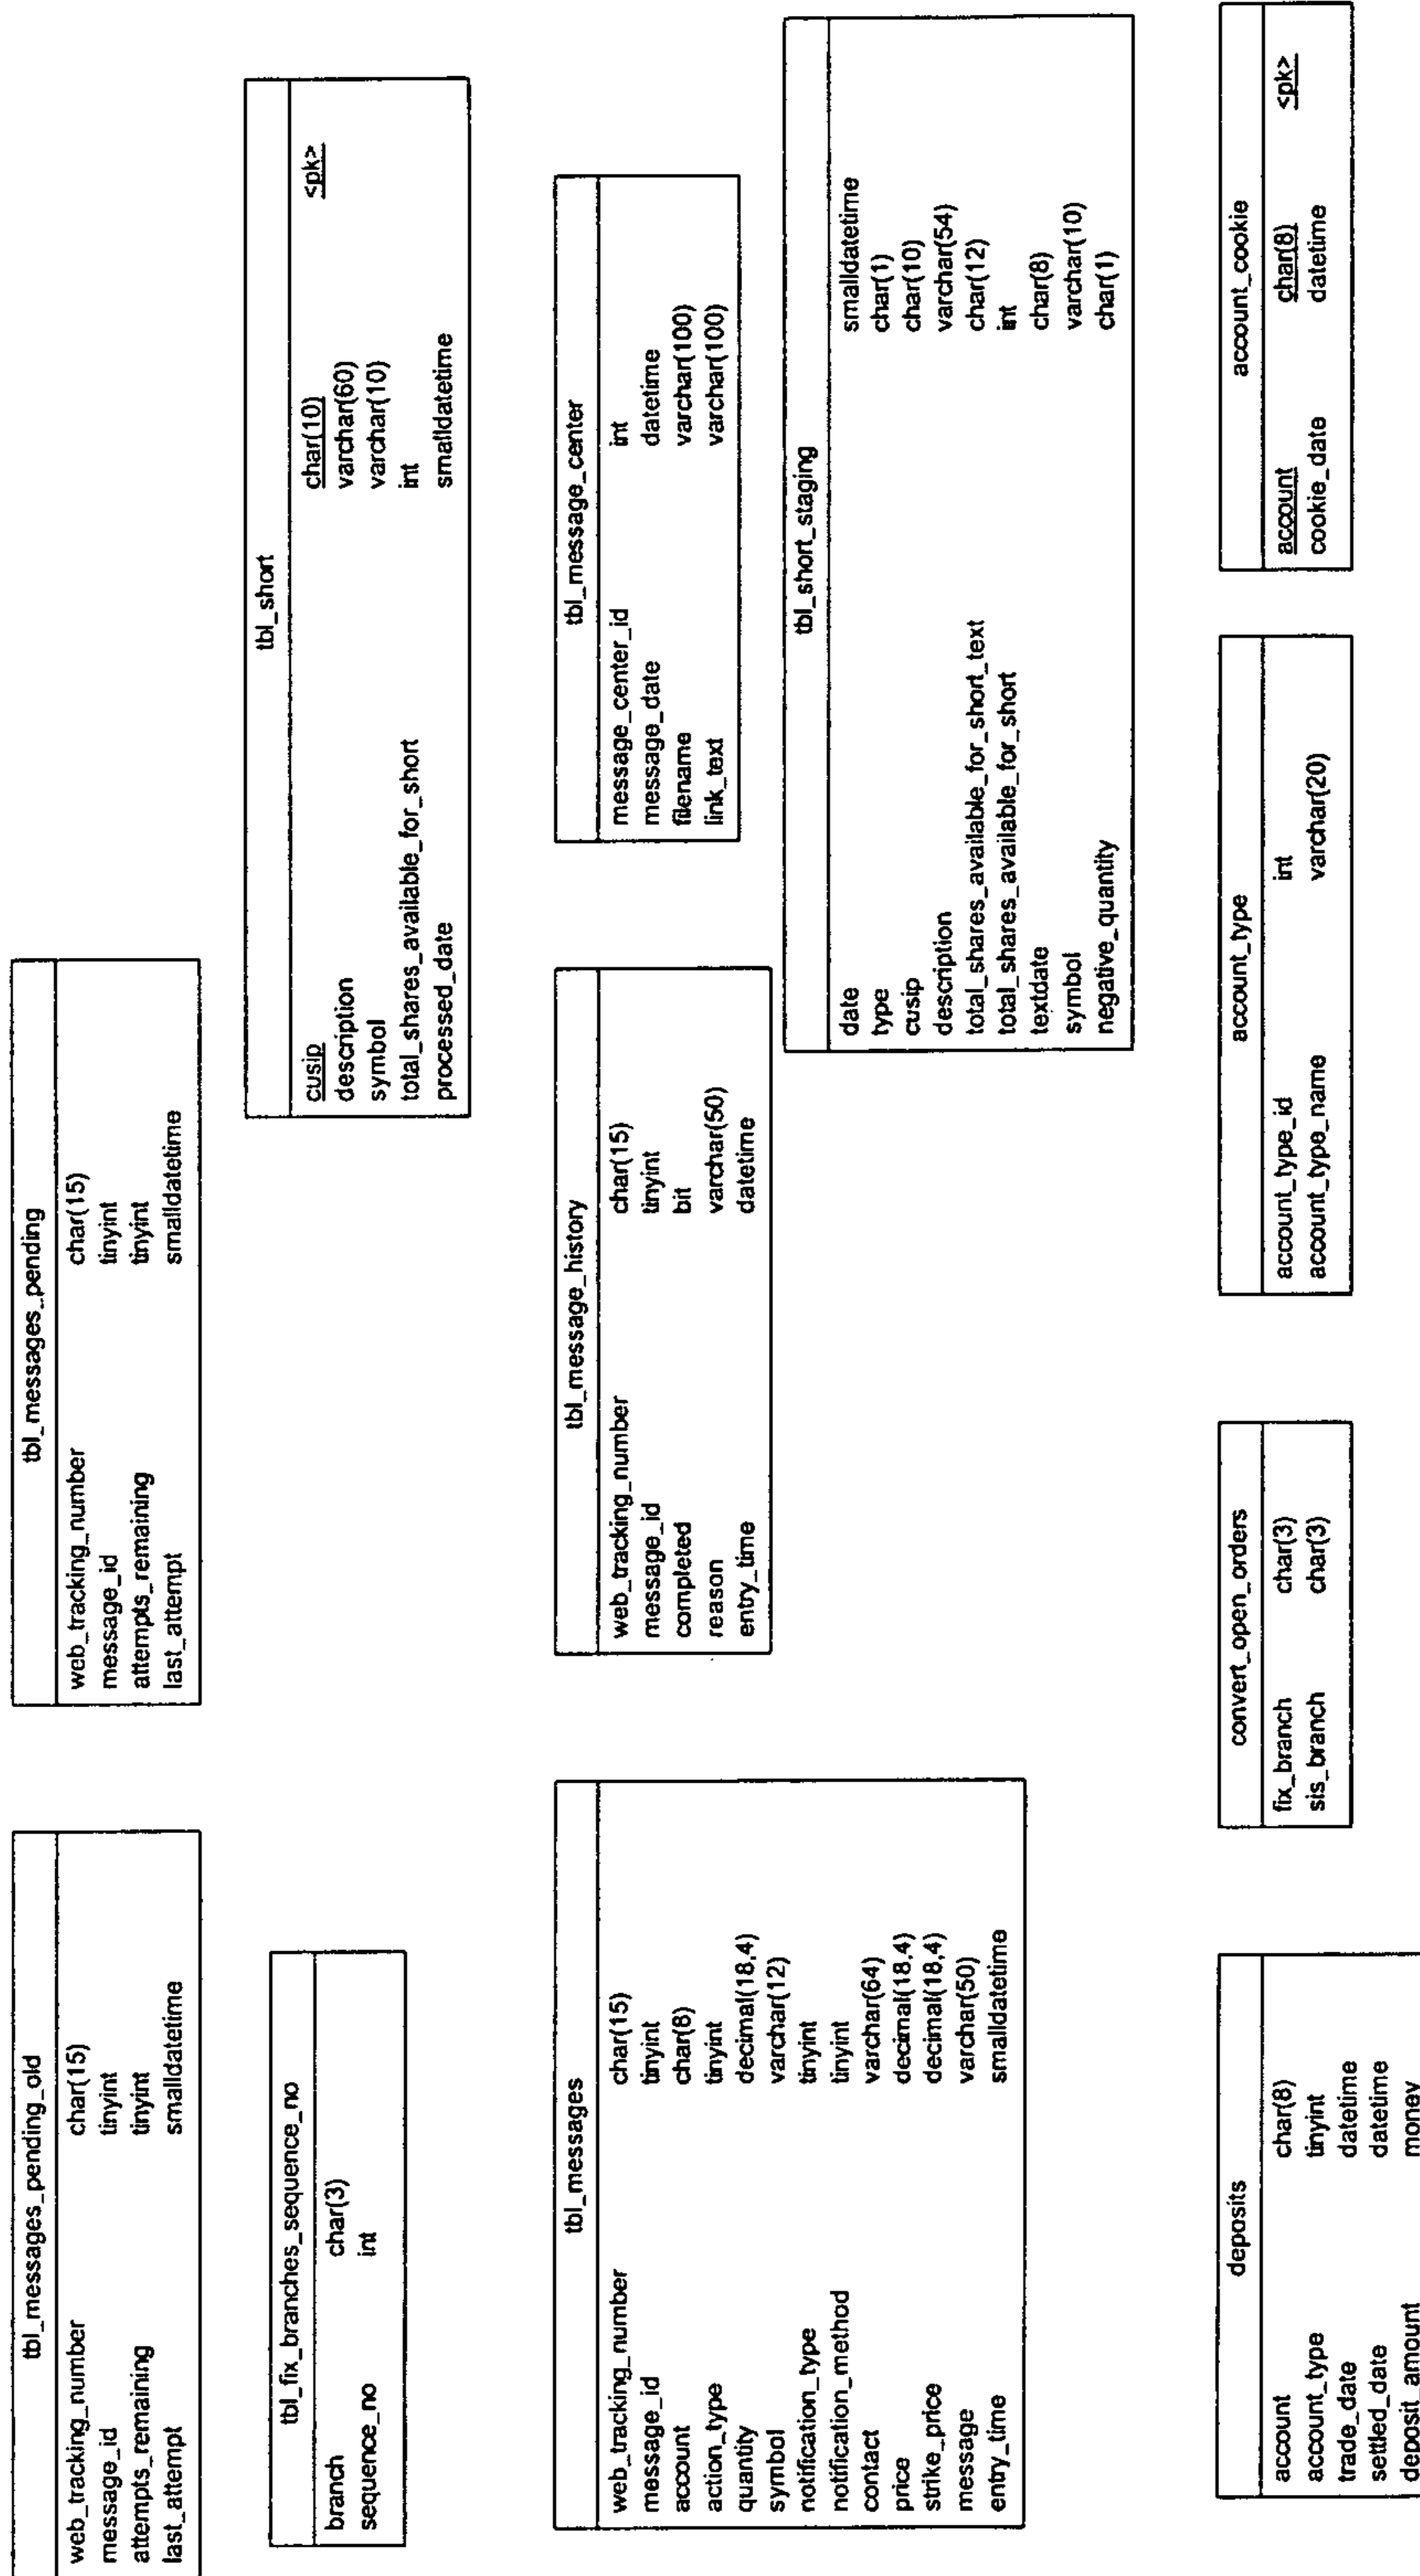 tbl_messages_pending_old
web_tracking_number char(15)
message_id tinyint
attempts_remaining tinyint
last_attempt smalldatetime
tbl_messages_pending
web_tracking_number char(15)
message_id tinyint
attempts_remaining tinyint
last_attempt smalldatetime
tbl_fix_branches_sequence_no
branch char(3)
sequence_no int
tbl_short
cusip char(10) <pk>
description varchar(60)
symbol varchar(10)
total_shares_available_for_short int
processed_date smalldatetime
tbl_messages
web_tracking_number char(15)
message_id tinyint
account char(8)
action_type tinyint
quantity decimal(18,4)
symbol varchar(12)
notification_type tinyint
notification_method tinyint
contact varchar(64)
price decimal(18,4)
strike_price decimal(18,4)
message varchar(50)
entry_time smalldatetime
tbl_message_history
web_tracking_number char(15)
message_id tinyint
completed bit
reason varchar(50)
entry_time datetime
tbl_message_center
message_center_id int
message_date datetime
filename varchar(100)
link_text varchar(100)
tbl_short_staging
date smalldatetime
type char(1)
cusip char(10)
description varchar(54)
total_shares_available_for_short_text char(12)
total_shares_available_for_short int
textdate char(8)
symbol varchar(10)
negative_quantity char(1)
deposits
account char(8)
account_type tinyint
trade_date datetime
settled_date datetime
deposit_amount money
convert_open_orders
fix_branch char(3)
sis_branch char(3)
account_type
account_type_id int
account_type_name varchar(20)
account_cookie
account char(8) <pk>
cookie_date datetime